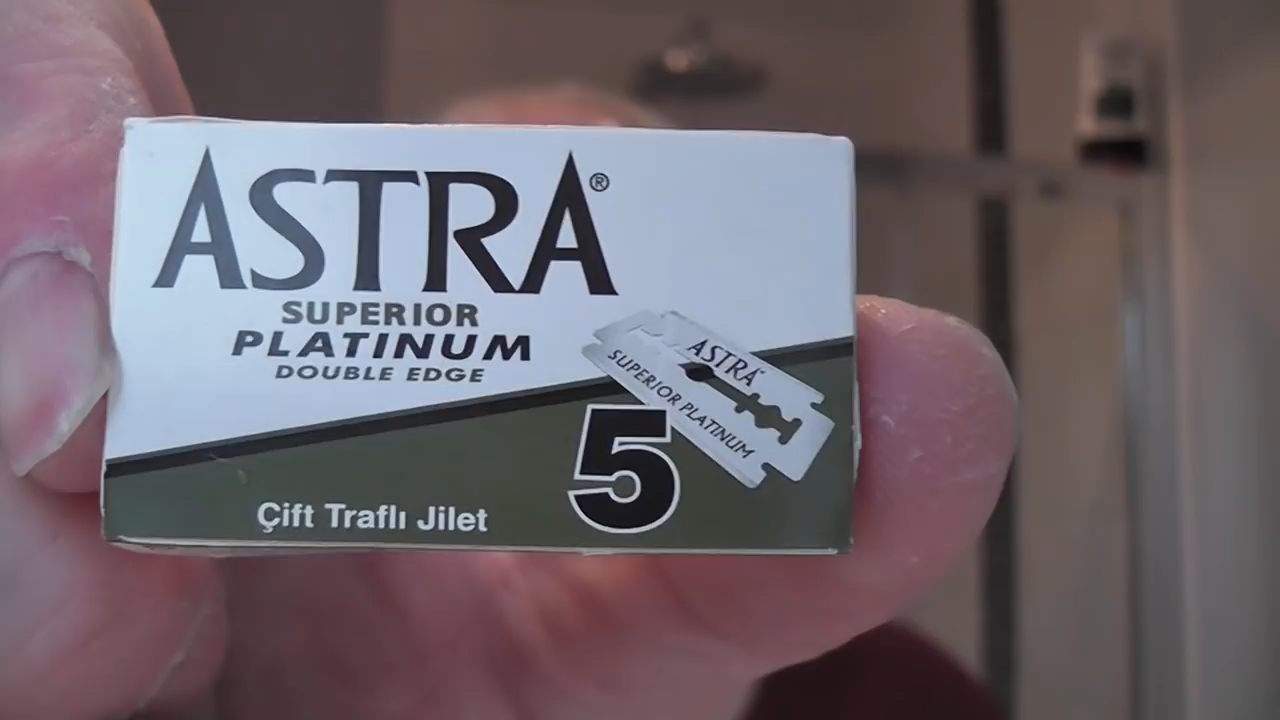 ASTRA®
SUPERIOR
PLATINUM
DOUBLE EDGE
ASTRA
SUPERIOR PLATINUM
5
Çift Traflı Jilet